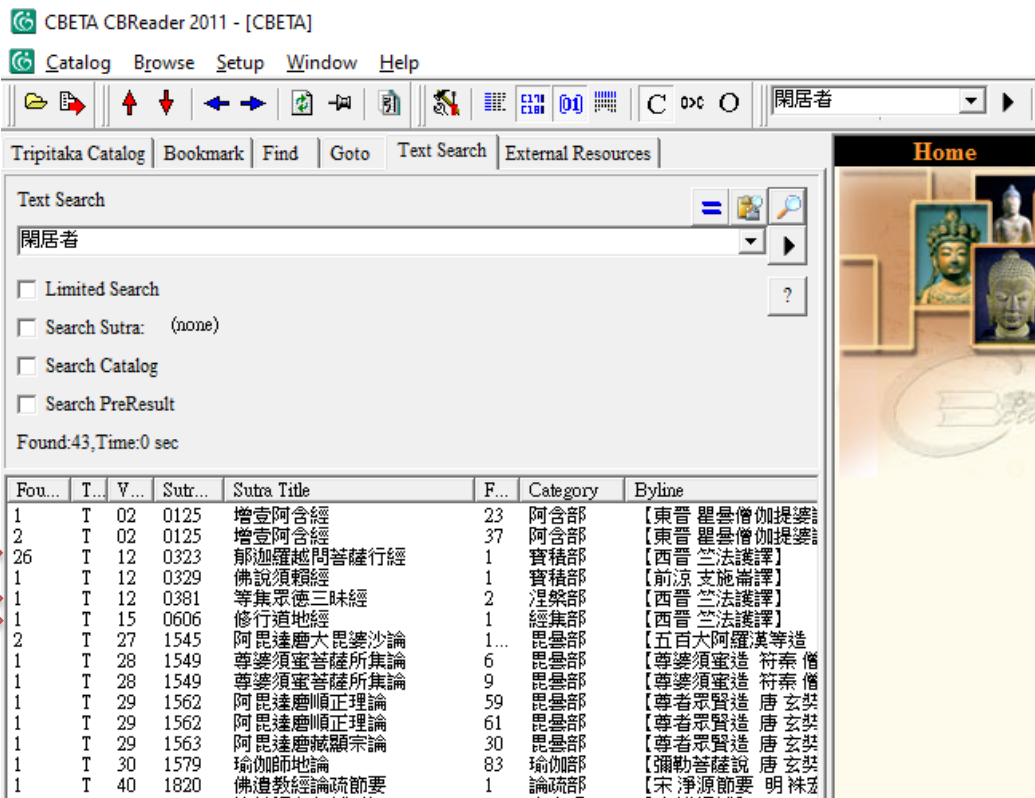 CBETA CBReader 2011 - [CBETA]
Catalog Browse Setup Window Help
C O 閑居者
Tripitaka Catalog Bookmark Find Goto Text Search External Resources
Home
Text Search
閑居者
Limited Search
?
Search Sutra: (none)
Search Catalog
Search PreResult
Found:43,Time:0 sec
Fou... T... V... Sutr... Sutra Title F... Category Byline
1 T 02 0125 增壹阿含經 23 阿含部 【東晉 瞿曇僧伽提婆
2 T 02 0125 增壹阿含經 37 阿含部 【東晉 瞿曇僧伽提婆
26 T 12 0323 郁迦羅越問菩薩行經 1 寶積部 【西晉 竺法護譯】
1 T 12 0329 佛說須賴經 1 寶積部 【前涼 支施崙譯】
1 T 12 0381 等集眾德三昧經 2 涅槃部 【西晉 竺法護譯】
1 T 15 0606 修行道地經 1 經集部 【西晉 竺法護譯】
2 T 27 1545 阿毘達磨大毘婆沙論 1... 毘曇部 【五百大阿羅漢等造
1 T 28 1549 尊婆須蜜菩薩所集論 6 毘曇部 【尊婆須蜜造 符秦 僧
1 T 28 1549 尊婆須蜜菩薩所集論 9 毘曇部 【尊婆須蜜造 符秦 僧
1 T 29 1562 阿毘達磨順正理論 59 毘曇部 【尊者眾賢造 唐 玄奘
1 T 29 1562 阿毘達磨順正理論 61 毘曇部 【尊者眾賢造 唐 玄奘
1 T 29 1563 阿毘達磨藏顯宗論 30 毘曇部 【尊者眾賢造 唐 玄奘
1 T 30 1579 瑜伽師地論 83 瑜伽部 【彌勒菩薩說 唐 玄奘
1 T 40 1820 佛遺教經論疏節要 1 論疏部 【宋 淨源節要 明 袾宏